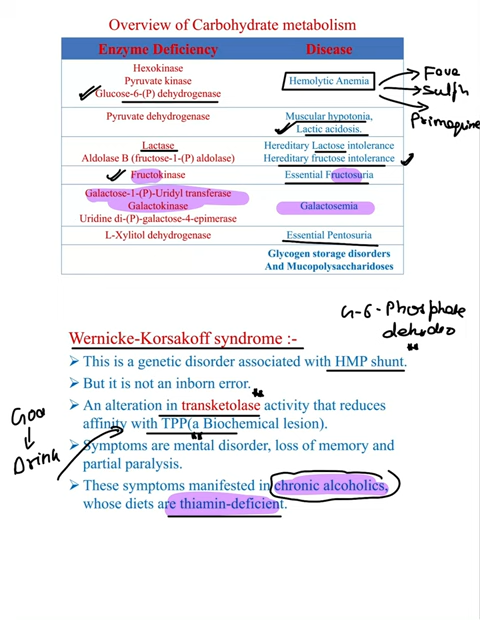 Overview of Carbohydrate metabolism
Enzyme Deficiency Disease
Hexokinase
Pyruvate kinase
Glucose-6-(P) dehydrogenase
Hemolytic Anemia
Fava
Sulph
Primaquine
Pyruvate dehydrogenase
Muscular hypotonia,
Lactic acidosis.
Lactase
Hereditary Lactose intolerance
Aldolase B (fructose-1-(P) aldolase)
Hereditary fructose intolerance
Fructokinase
Essential Fructosuria
Galactose-1-(P)-Uridyl transferase
Galactokinase
Uridine di-(P)-galactose-4-epimerase
Galactosemia
L-Xylitol dehydrogenase
Essential Pentosuria
Glycogen storage disorders
And Mucopolysaccharidoses
G-6-Phosphate
dehydro
Wernicke-Korsakoff syndrome :-
➤ This is a genetic disorder associated with HMP shunt.
➤ But it is not an inborn error.
➤ An alteration in transketolase activity that reduces
affinity with TPP(a Biochemical lesion).
➤ Symptoms are mental disorder, loss of memory and
partial paralysis.
➤ These symptoms manifested in chronic alcoholics,
whose diets are thiamin-deficient.
Goa
Drink